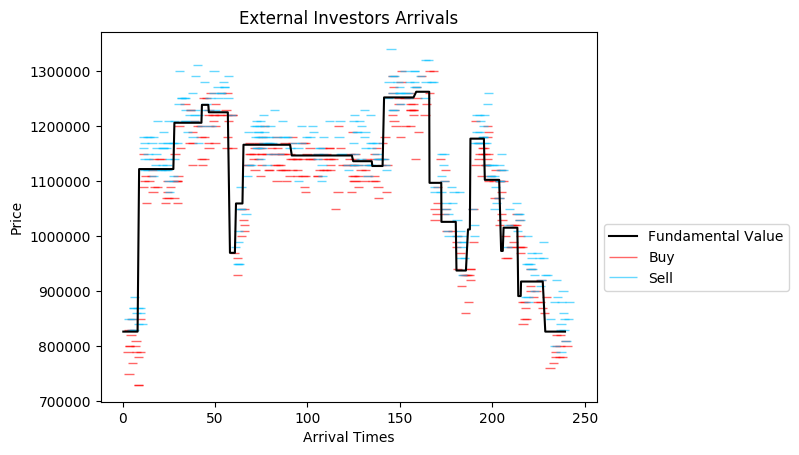 External Investors Arrivals
Price
1300000
1200000
1100000
1000000
900000
800000
700000
0 50 100 150 200 250
Arrival Times
Fundamental Value
Buy
Sell